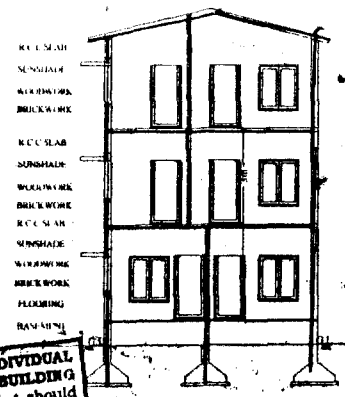 R C C SLAB
SUNSHADE
WOODWORK
BRICKWORK
R C C SLAB
SUNSHADE
WOODWORK
BRICKWORK
R C C SLAB
SUNSHADE
WOODWORK
BRICKWORK
FLOORING
BASEMENT
DIVIDUAL
BUILDING
should